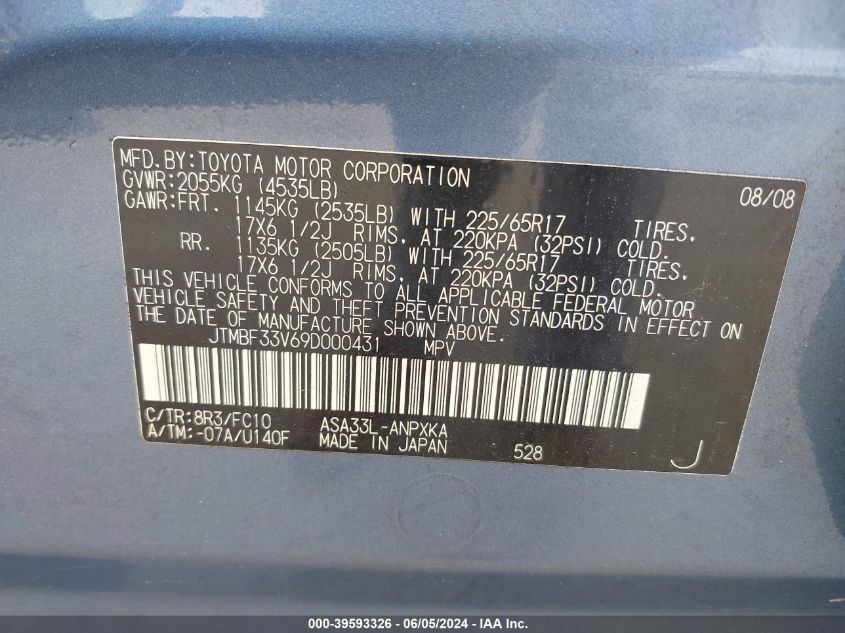 MFD.BY:TOYOTA MOTOR CORPORATION 08/08
GVWR:2055KG (4535LB)
GAWR:FRT. 1145KG (2535LB) WITH 225/65R17 TIRES,
17X6 1/2J RIMS, AT 220KPA (32PSI) COLD.
RR. 1135KG (2505LB) WITH 225/65R17 TIRES,
17X6 1/2J RIMS, AT 220KPA (32PSI) COLD.
THIS VEHICLE CONFORMS TO ALL APPLICABLE FEDERAL MOTOR
VEHICLE SAFETY AND THEFT PREVENTION STANDARDS IN EFFECT ON
THE DATE OF MANUFACTURE SHOWN ABOVE.
JTMBF33V69D000431 MPV
C/TR:8R3/FC10 ASA33L-ANPXKA
A/TM:-07A/U140F MADE IN JAPAN 528 J
000-39593326 / 06/05/2024 - IAA Inc.